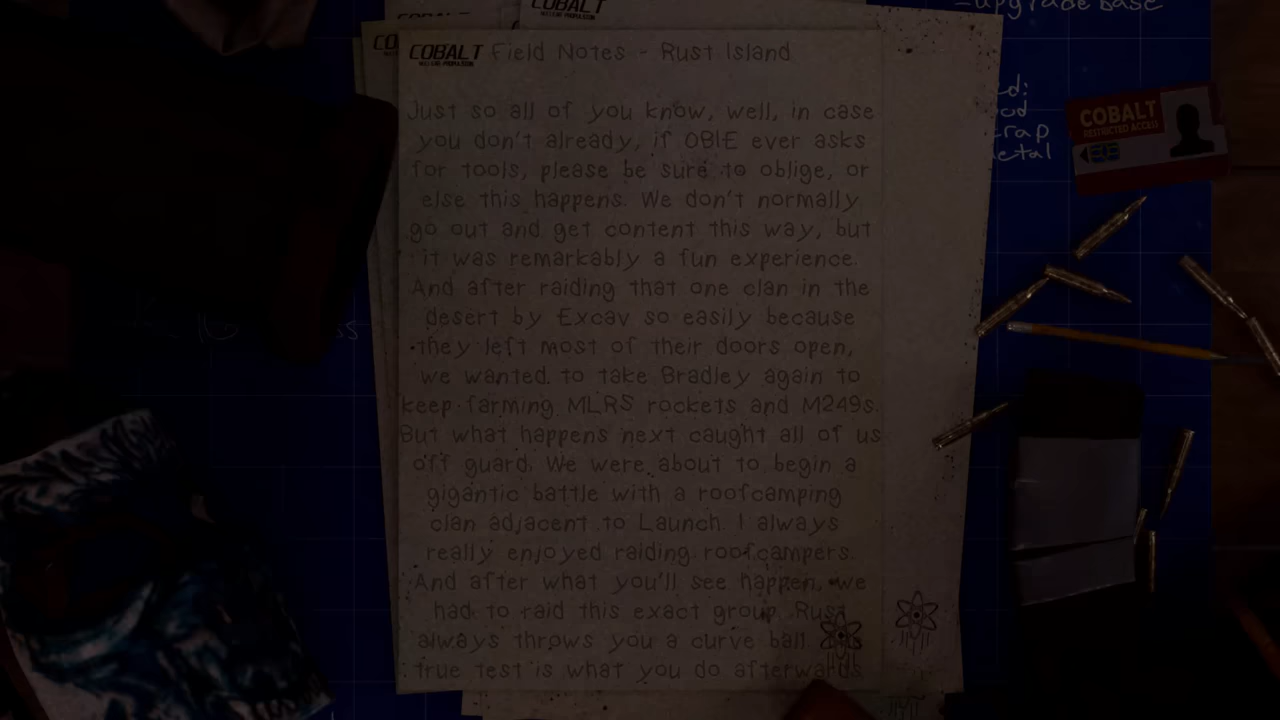 =upgrade base
COBALT Field Notes - Rust Island
Just so all of you know, well, in case
you don't already, if OBIE ever asks
for tools, please be sure to oblige, or
else this happens. We don't normally
go out and get content this way, but
it was remarkably a fun experience.
And after raiding that one clan in the
desert by Excav so easily because
they left most of their doors open,
we wanted to take Bradley again to
keep farming MLRS rockets and M249s.
But what happens next caught all of us
off guard. We were about to begin a
gigantic battle with a roofcamping
clan adjacent to Launch. I always
really enjoyed raiding roofcampers.
And after what you'll see happen, we
had to raid this exact group. Rust
always throws you a curve ball
true test is what you do afterwards
COBALT
RESTRICTED ACCESS